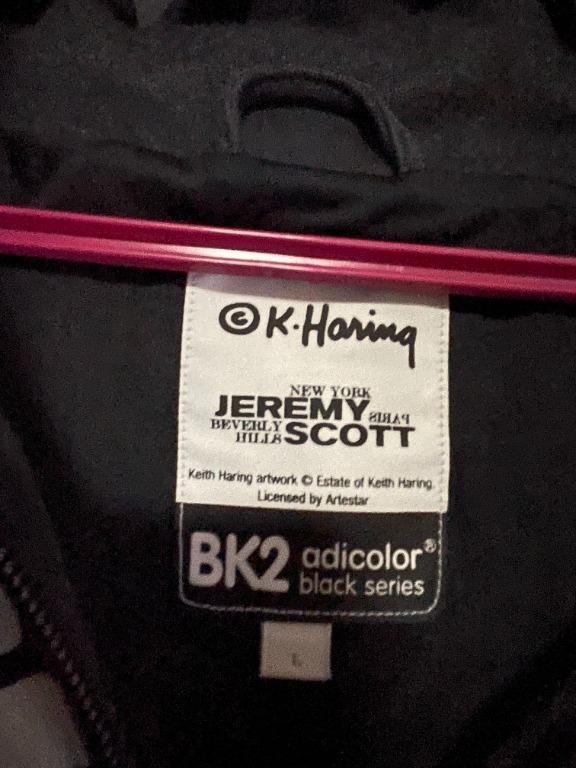 © K·Haring
NEW YORK
JEREMY PARIS
BEVERLY
HILLS SCOTT
Keith Haring artwork © Estate of Keith Haring.
Licensed by Artestar
BK2 adicolor®
black series
L